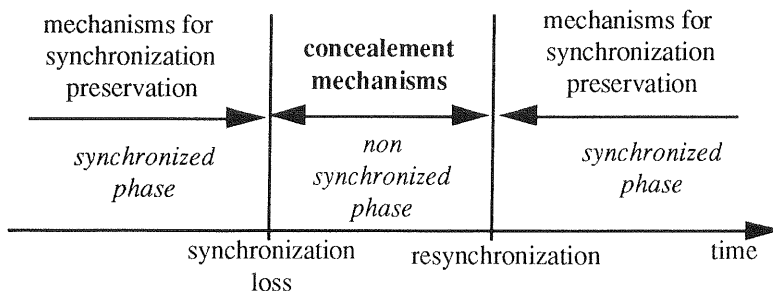 mechanisms for
synchronization
preservation
concealement
mechanisms
mechanisms for
synchronization
preservation
synchronized
phase
non
synchronized
phase
synchronized
phase
synchronization
loss
resynchronization
time